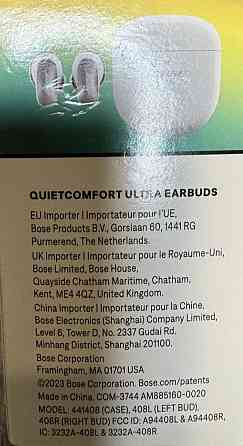 QUIETCOMFORT ULTRA EARBUDS
EU Importer | Importateur pour l'UE,
Bose Products B.V., Gorslaan 60, 1441 RG
Purmerend, The Netherlands.
UK Importer | Importateur pour le Royaume-Uni,
Bose Limited, Bose House,
Quayside Chatham Maritime, Chatham,
Kent, ME4 4QZ, United Kingdom.
China Importer | Importateur pour la Chine,
Bose Electronics (Shanghai) Company Limited,
Level 6, Tower D, No. 2337 Gudai Rd.
Minhang District, Shanghai 201100.
Bose Corporation
Framingham, MA 01701 USA
©2023 Bose Corporation. Bose.com/patents
Made in China. COM-3744 AM885160-0020
MODEL: 441408 (CASE), 408L (LEFT BUD),
408R (RIGHT BUD) FCC ID: A94408L & A94408R,
IC: 3232A-408L & 3232A-408R